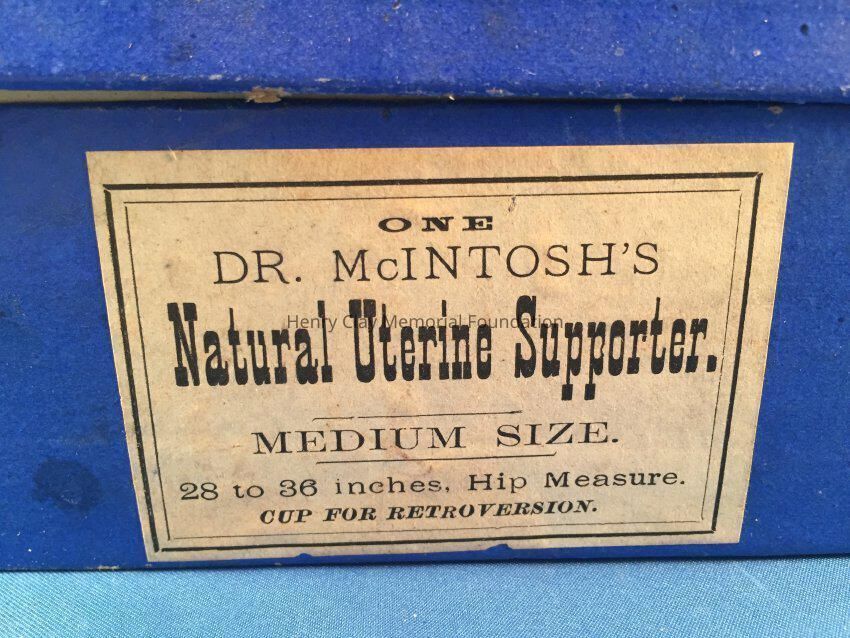 ONE
DR. McINTOSH'S
Henry Clay Memorial Foundation
Natural Uterine Supporter.
MEDIUM SIZE.
28 to 36 inches, Hip Measure.
CUP FOR RETROVERSION.